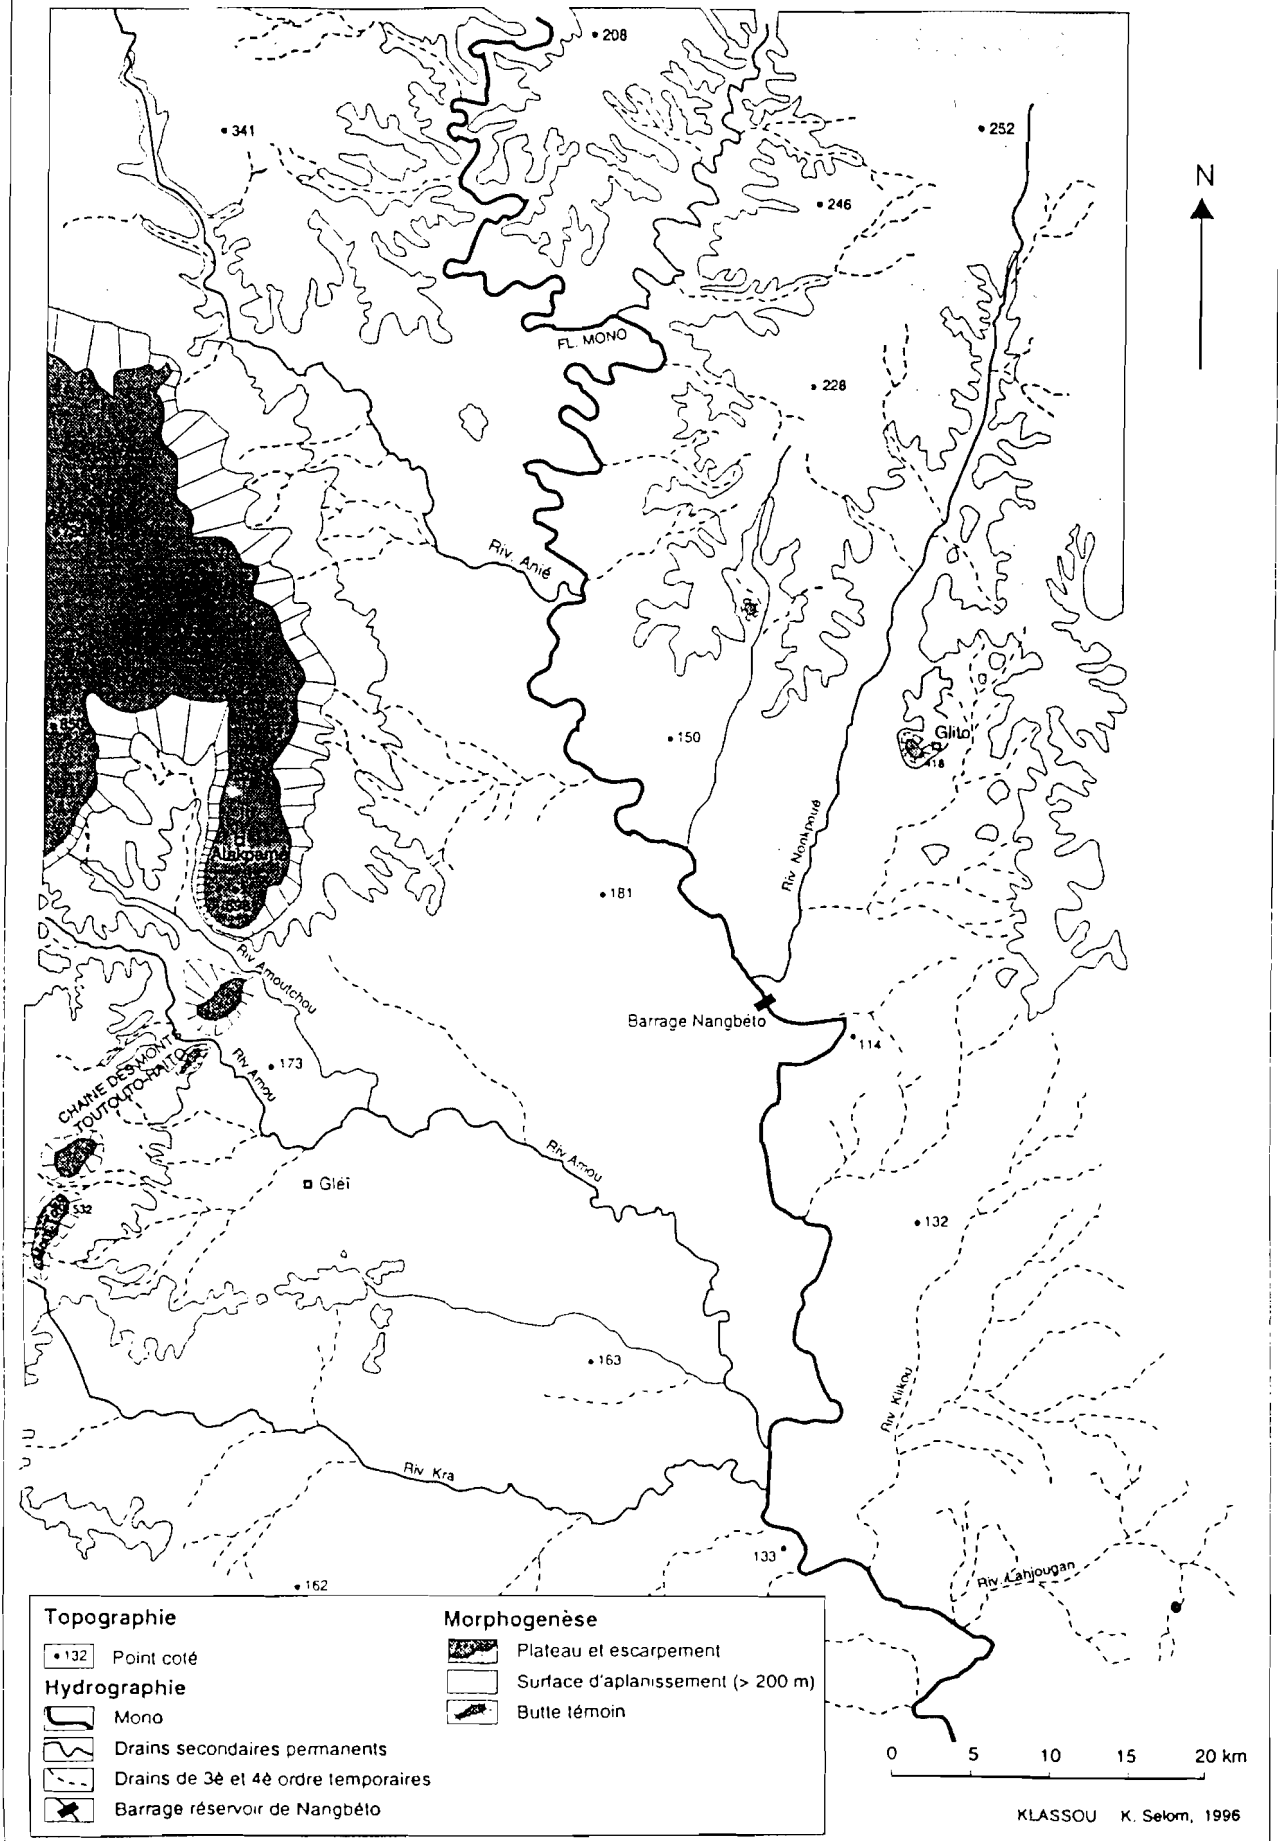 208
341
252
N
246
FL. MONO
228
Riv. Anié
150
Glito
418
Riv Nonkpoué
181
Riv Amoutchou
Barrage Nangbéto
114
CHAINE DES MONTS
TOUTOUTO-HAITO
173
Riv Amou
Riv Amou
Gléi
532
132
163
Riv Klikou
Riv Kra
133
Riv. Lahjougan
162
Topographie
132 Point coté
Hydrographie
Mono
Drains secondaires permanents
Drains de 3è et 4è ordre temporaires
Barrage réservoir de Nangbéto
Morphogenèse
Plateau et escarpement
Surface d'aplanissement (> 200 m)
Butte témoin
0 5 10 15 20 km
KLASSOU K. Selom, 1996